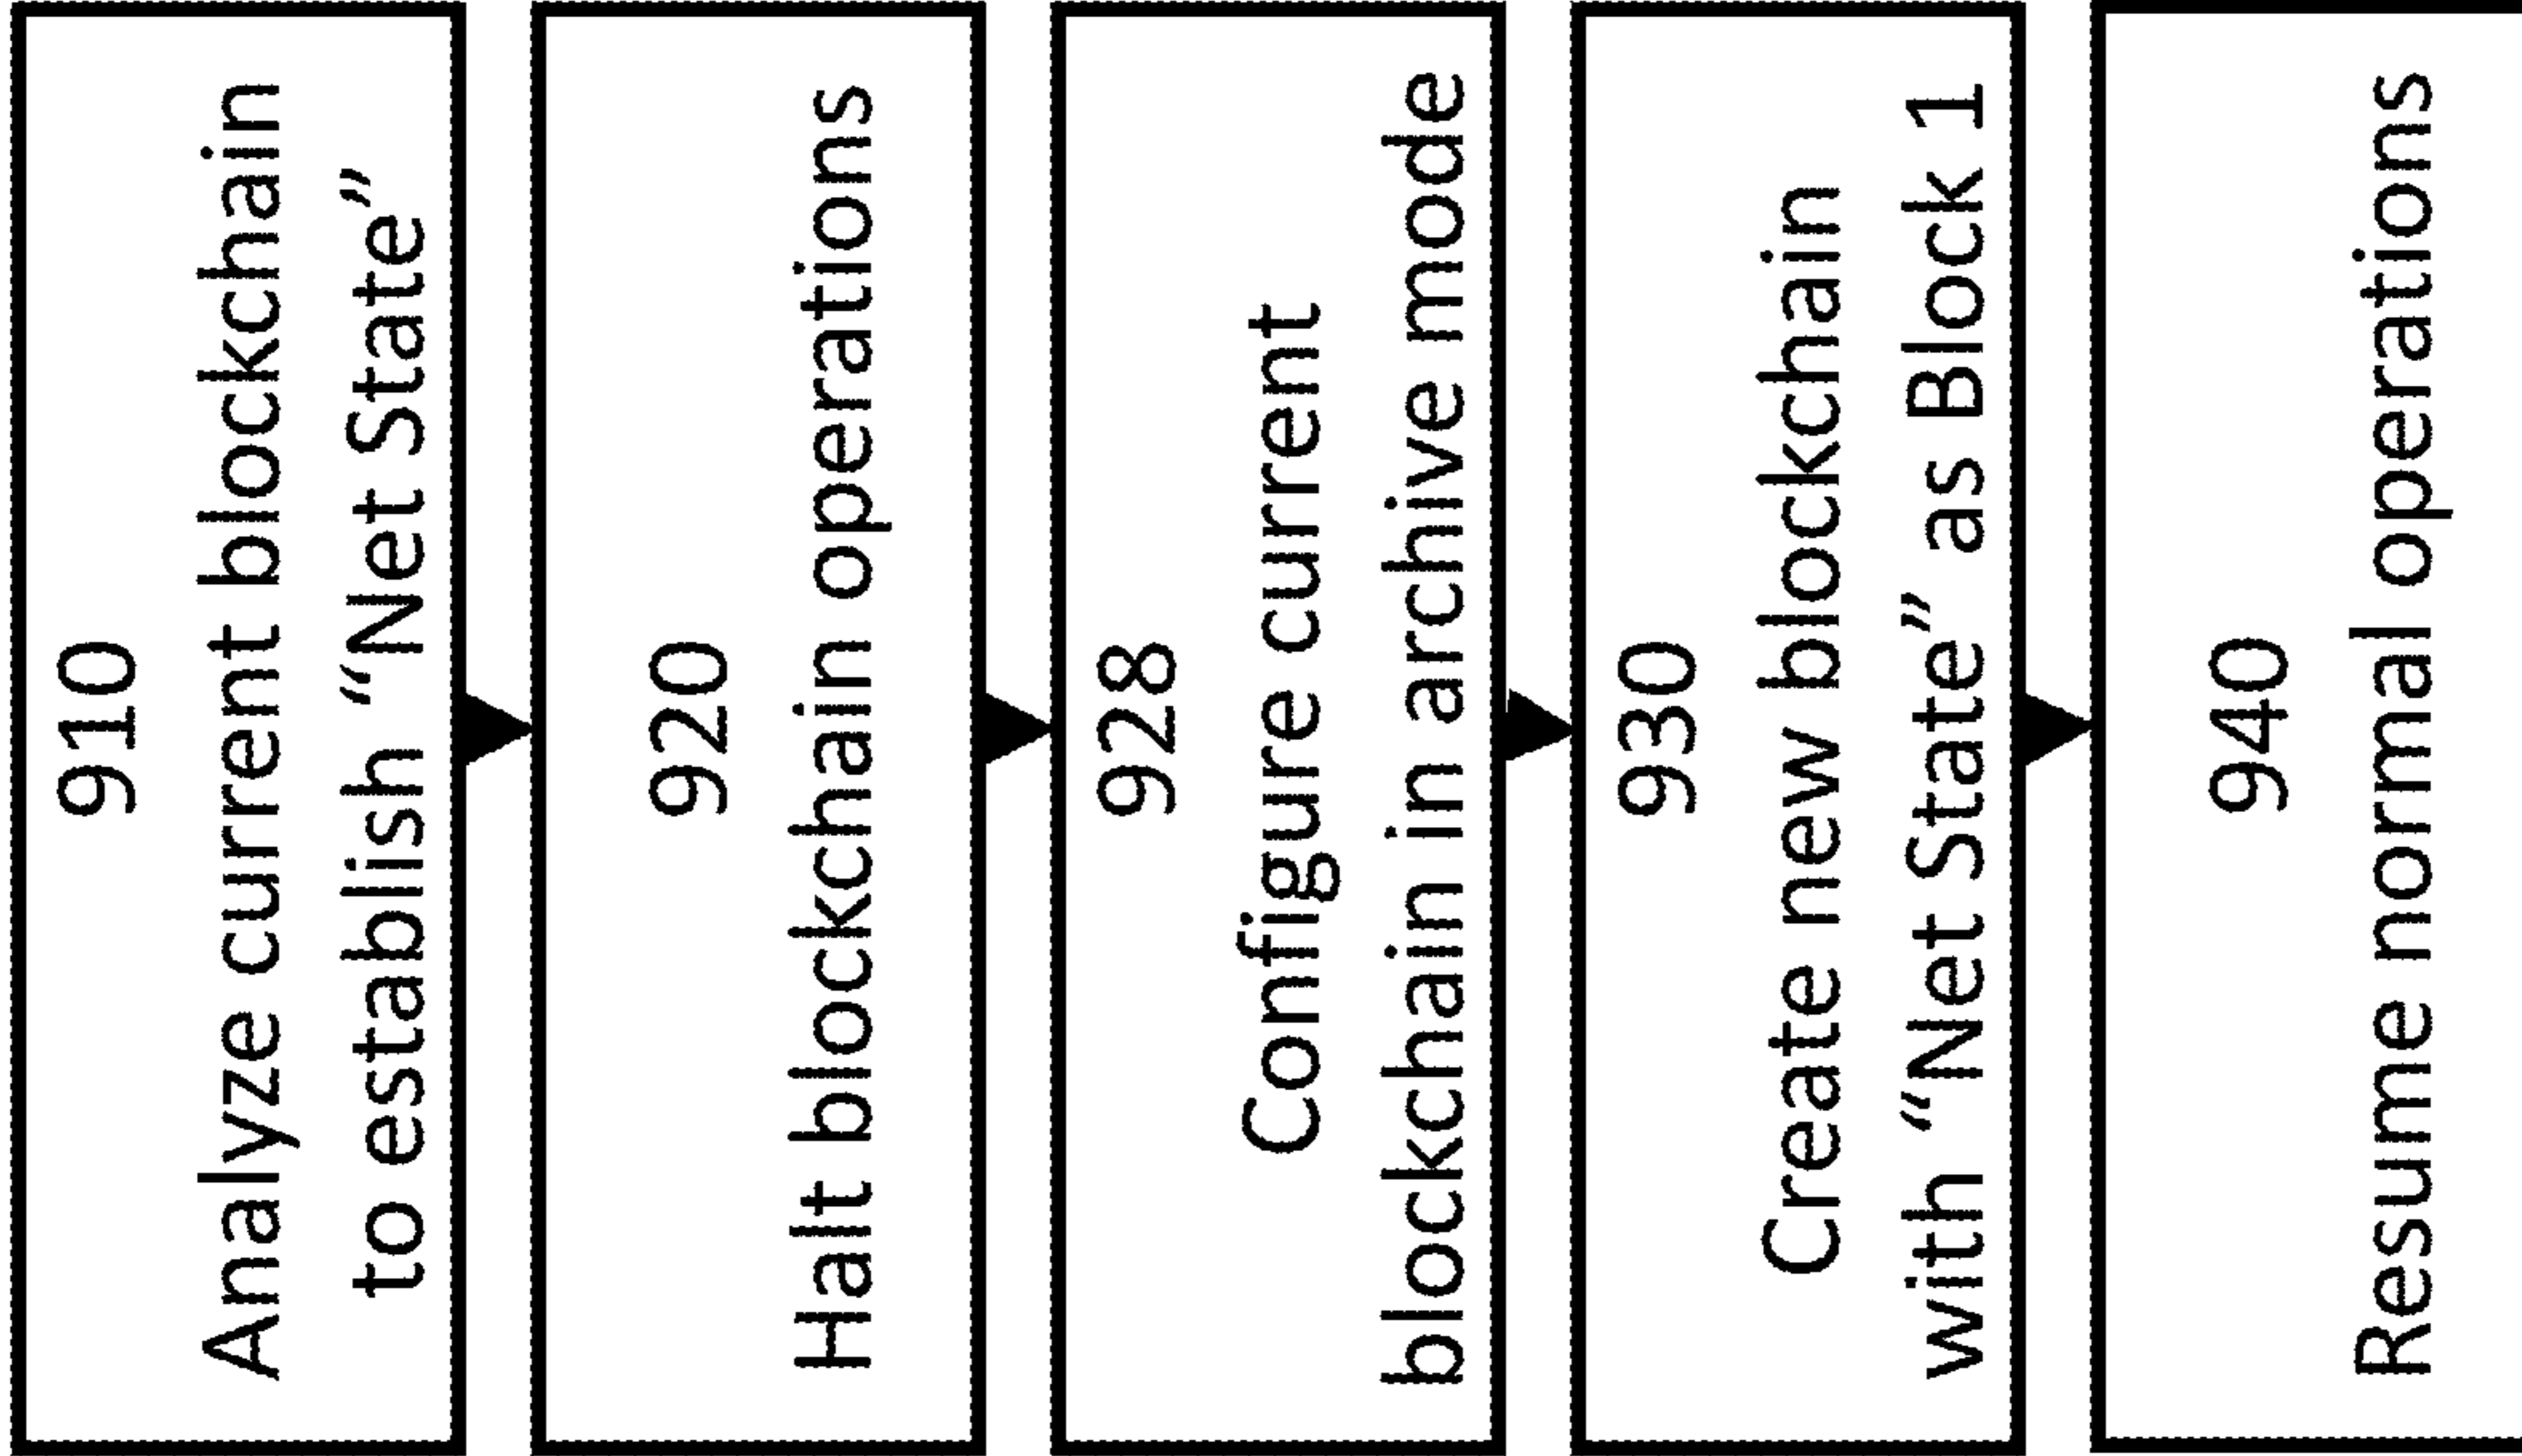 910
Analyze current blockchain
to establish “Net State”
920
Halt blockchain operations
928
Configure current
blockchain in archive mode
930
Create new blockchain
with “Net State” as Block 1
940
Resume normal operations